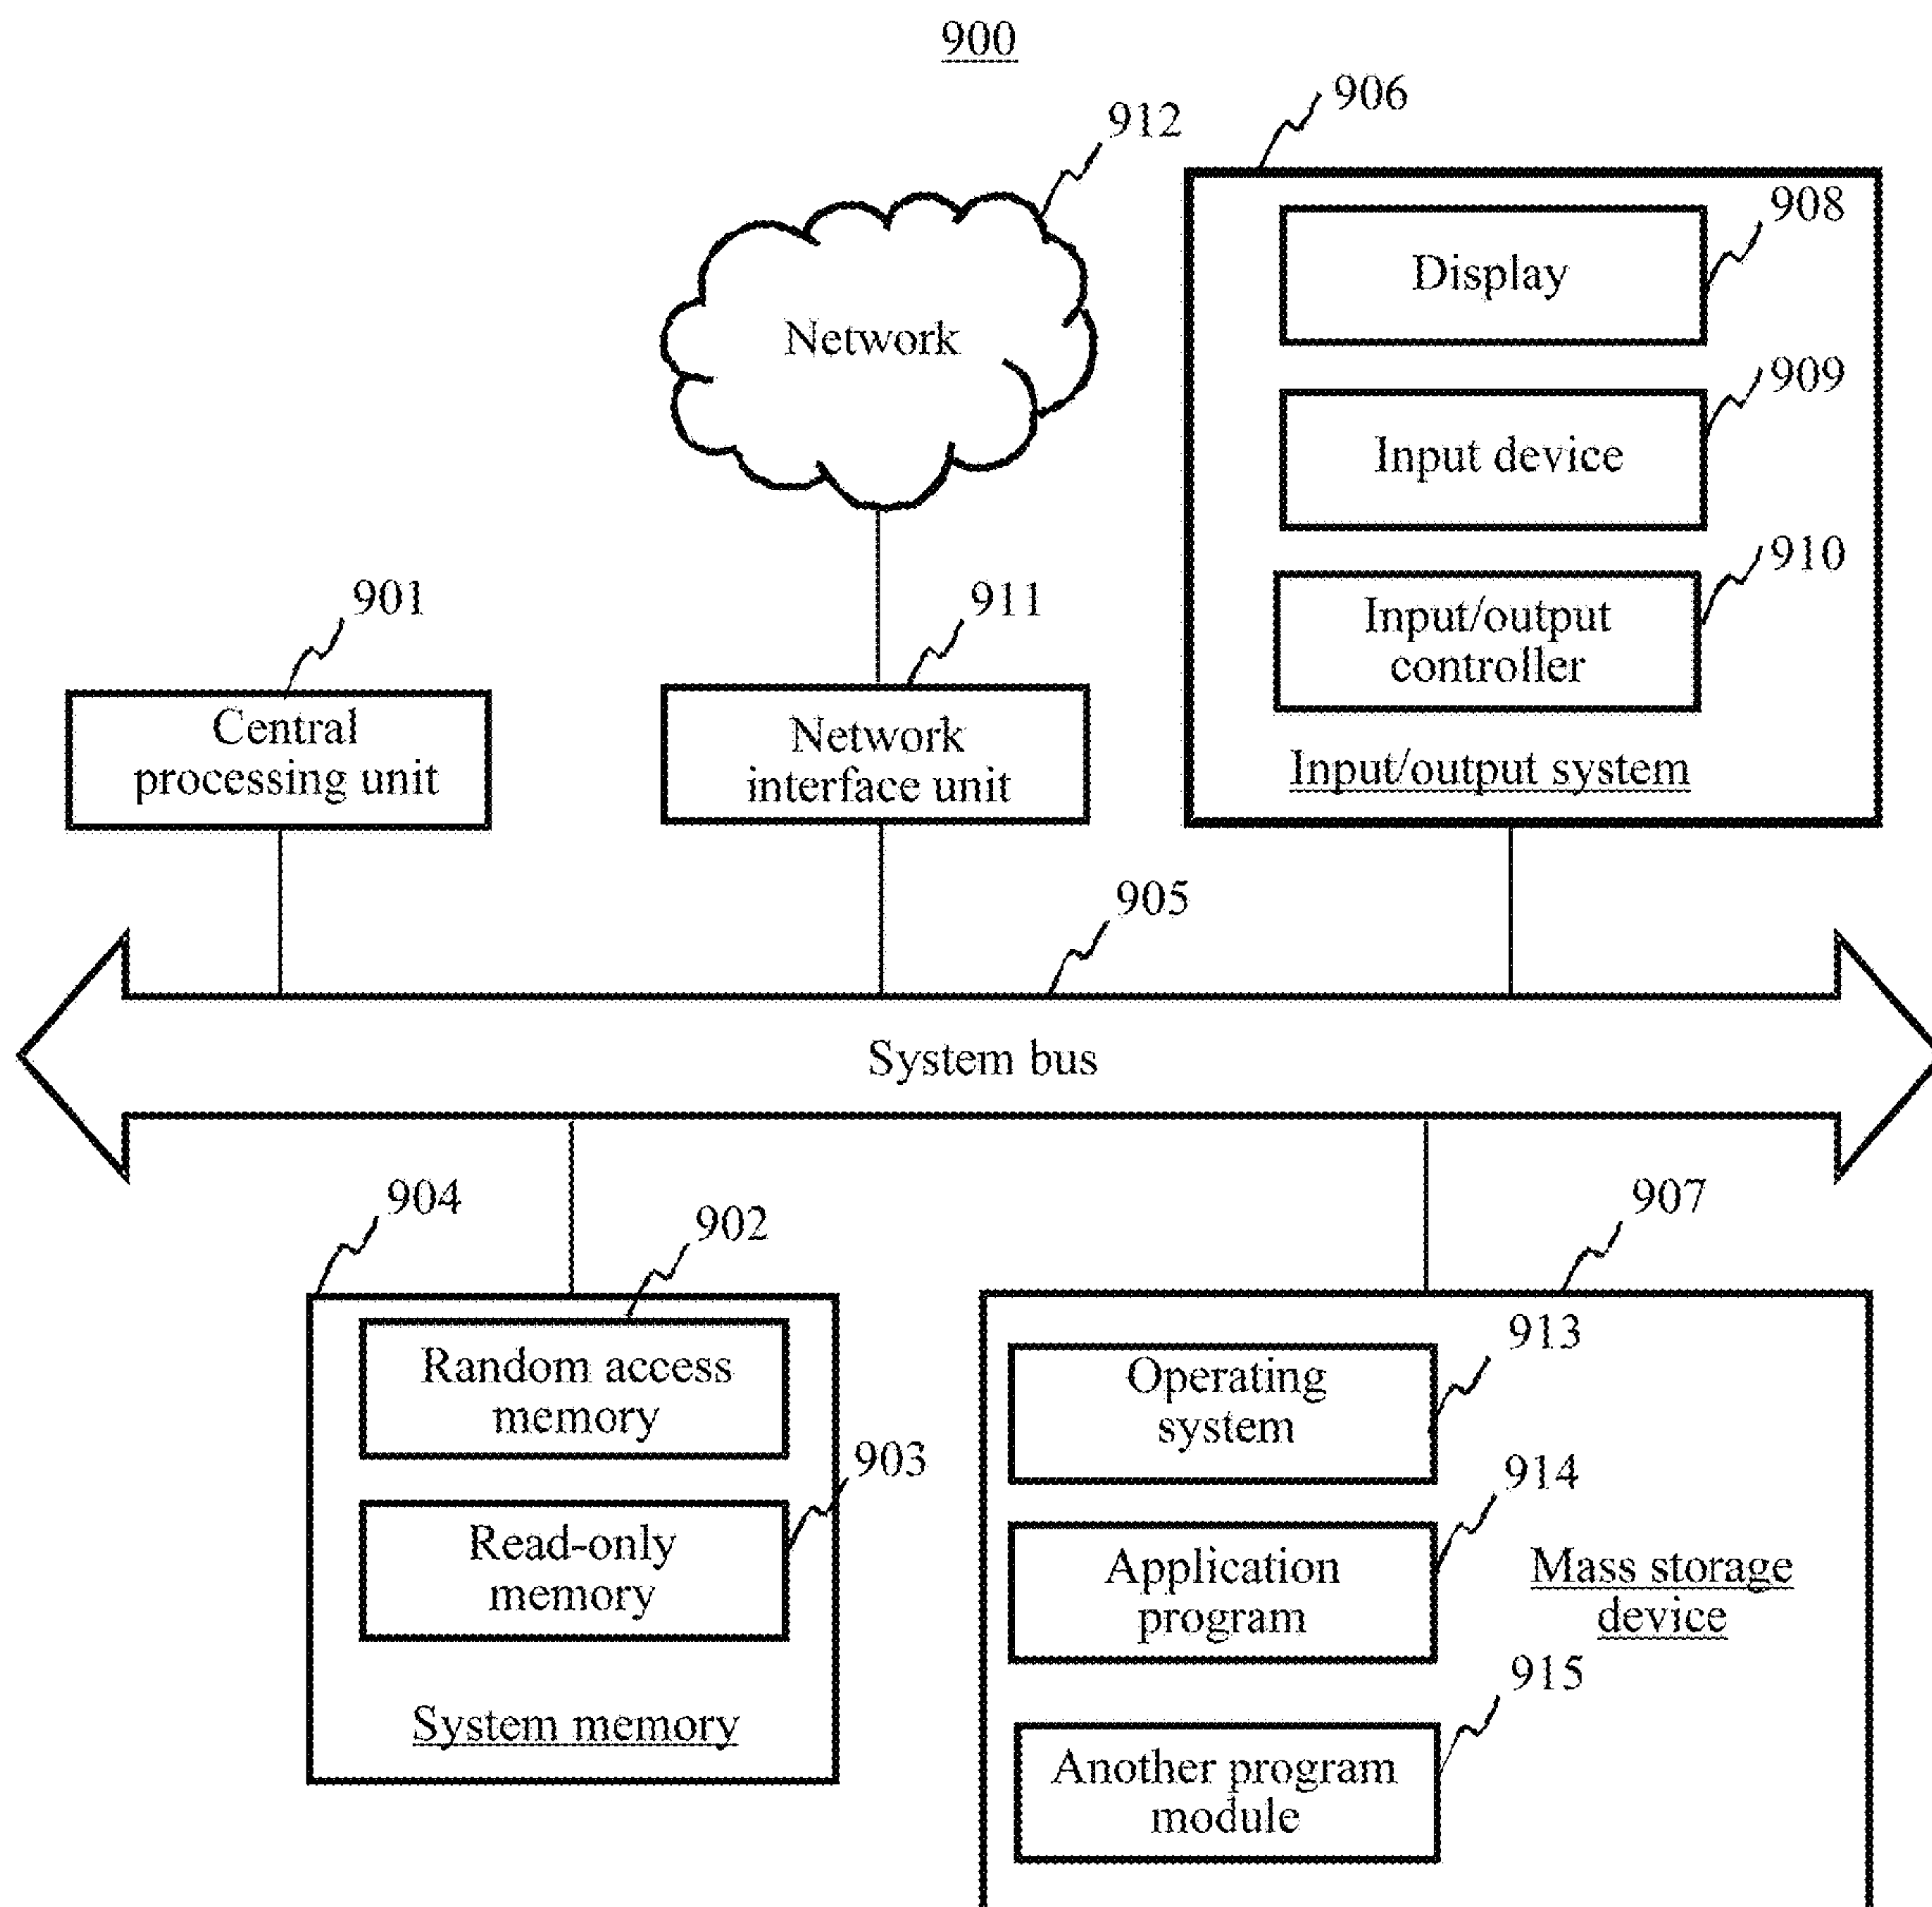 900
906
912
908
Display
Network
909
Input device
910
901
911
Input/output
controller
Central
processing unit
Network
interface unit
Input/output system
905
System bus
904
902
907
Random access
memory
913
Operating
system
903
Read-only
memory
914
Application
program
Mass storage
device
915
System memory
Another program
module